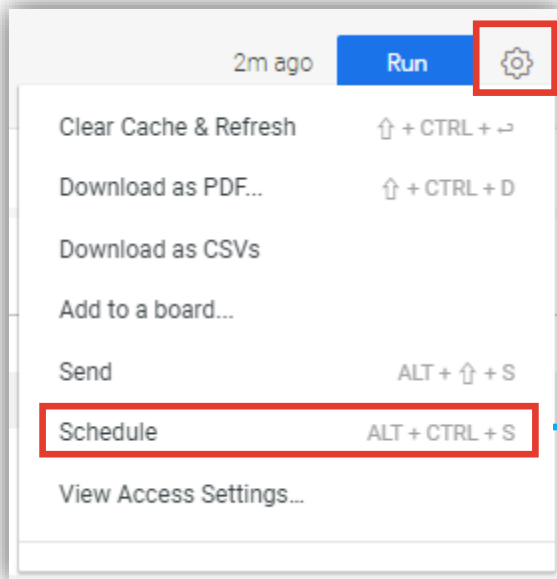 2m ago Run
Clear Cache & Refresh ⇧ + CTRL + ↵
Download as PDF... ⇧ + CTRL + D
Download as CSVs
Add to a board...
Send ALT + ⇧ + S
Schedule ALT + CTRL + S
View Access Settings...